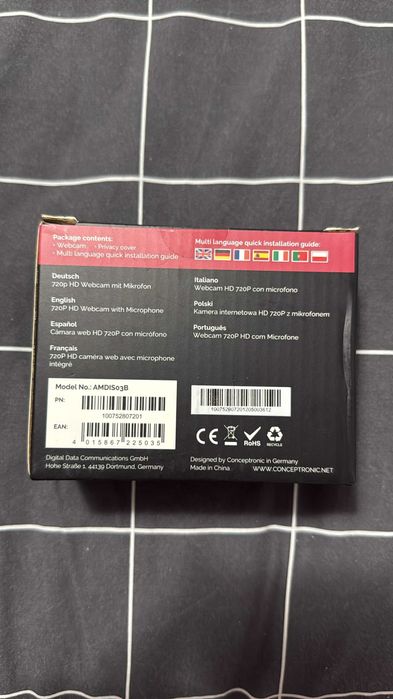 Package contents:
• Webcam • Privacy cover
• Multi language quick installation guide
Multi language quick installation guide:
Deutsch
720p HD Webcam mit Mikrofon
English
720P HD Webcam with Microphone
Español
Cámara web HD 720P con micrófono
Français
720P HD caméra web avec microphone
intégré
Italiano
Webcam HD 720P con microfono
Polski
Kamera internetowa HD 720P z mikrofonem
Português
Webcam 720P HD com Microfone
Model No.: AMDIS03B
PN:
100752807201
EAN:
4 015867 225035
100752807201205003612
CE
RoHS
RECYCLE
Digital Data Communications GmbH
Hohe Straße 1, 44139 Dortmund, Germany
Designed by Conceptronic in Germany
Made in China
WWW.CONCEPTRONIC.NET